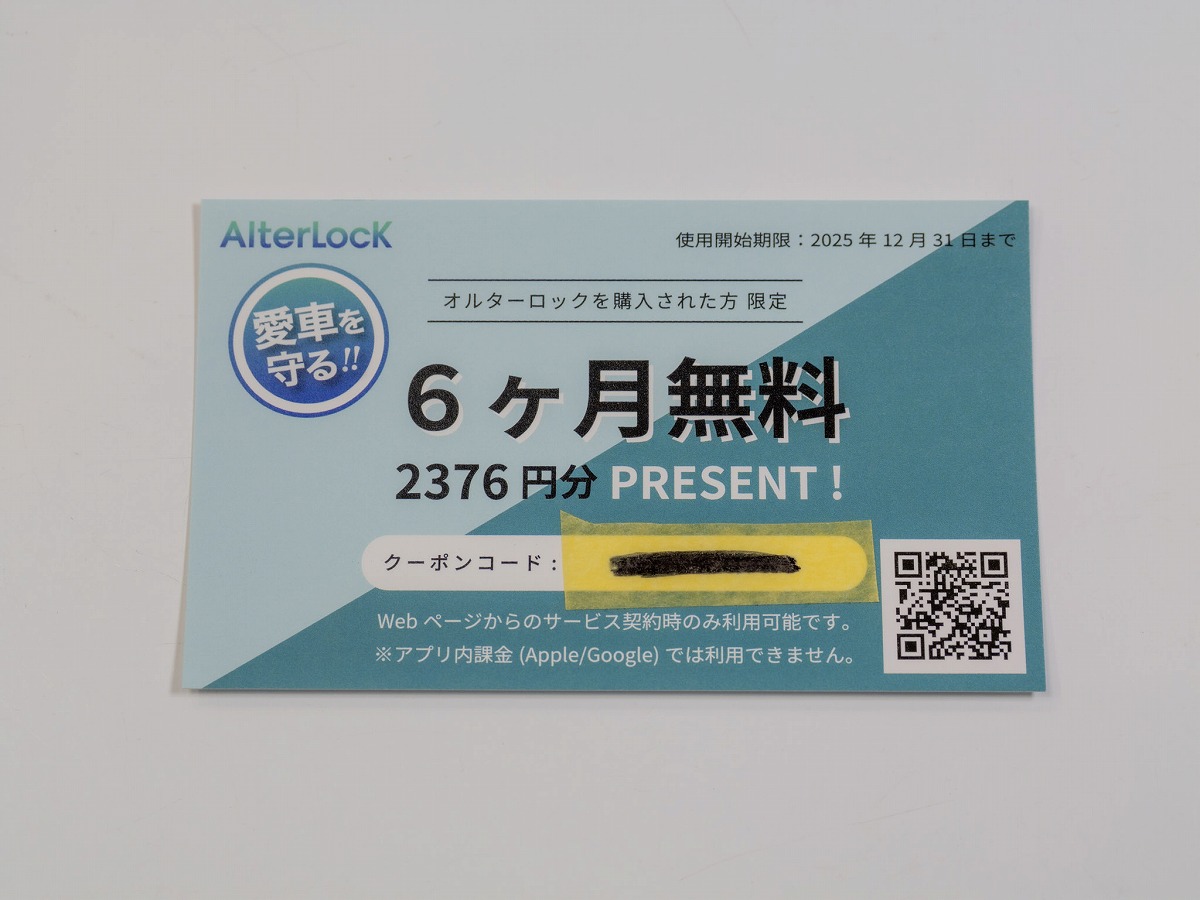 AlterLocK
使用開始期限：2025 年 12 月 31 日まで
愛車を
守る!!
オルターロックを購入された方 限定
6 ヶ月無料
2376 円分 PRESENT !
クーポンコード :
Web ページからのサービス契約時のみ利用可能です。
※アプリ内課金 (Apple/Google) では利用できません。